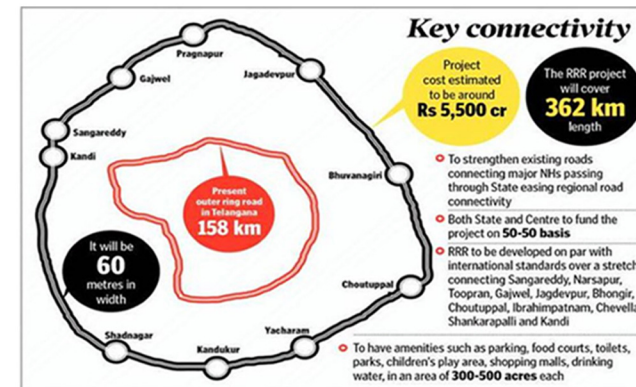 Key connectivity
Pragnapur
Gajwel
Jagadevpur
Sangareddy
Kandi
Bhuvanagiri
Choutuppal
Yacharam
Kandukur
Shadnagar
Present
outer ring road
in Telangana
158 km
It will be
60
metres in
width
Project
cost estimated
to be around
Rs 5,500 cr
The RRR project
will cover
362 km
length
To strengthen existing roads
connecting major NHs passing
through State easing regional road
connectivity
Both State and Centre to fund the
project on 50-50 basis
RRR to be developed on par with
international standards over a stretch
connecting Sangareddy, Narsapur,
Toopran, Gajwel, Jagdevpur, Bhongir,
Choutuppal, Ibrahimpatnam, Chevella
Shankarapalli and Kandi
To have amenities such as parking, food courts, toilets,
parks, children's play area, shopping malls, drinking
water, in an area of 300-500 acres each